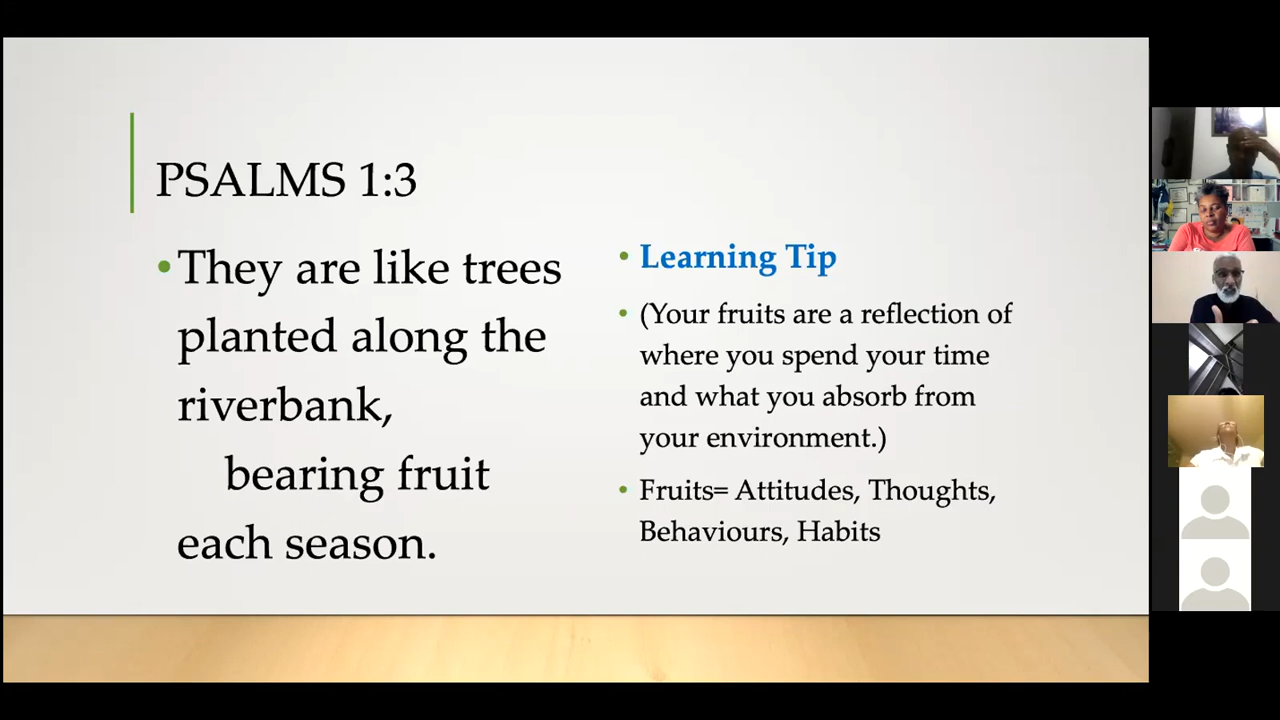 PSALMS 1:3
•They are like trees
planted along the
riverbank,
bearing fruit
each season.
• Learning Tip
• (Your fruits are a reflection of
where you spend your time
and what you absorb from
your environment.)
• Fruits= Attitudes, Thoughts,
Behaviours, Habits